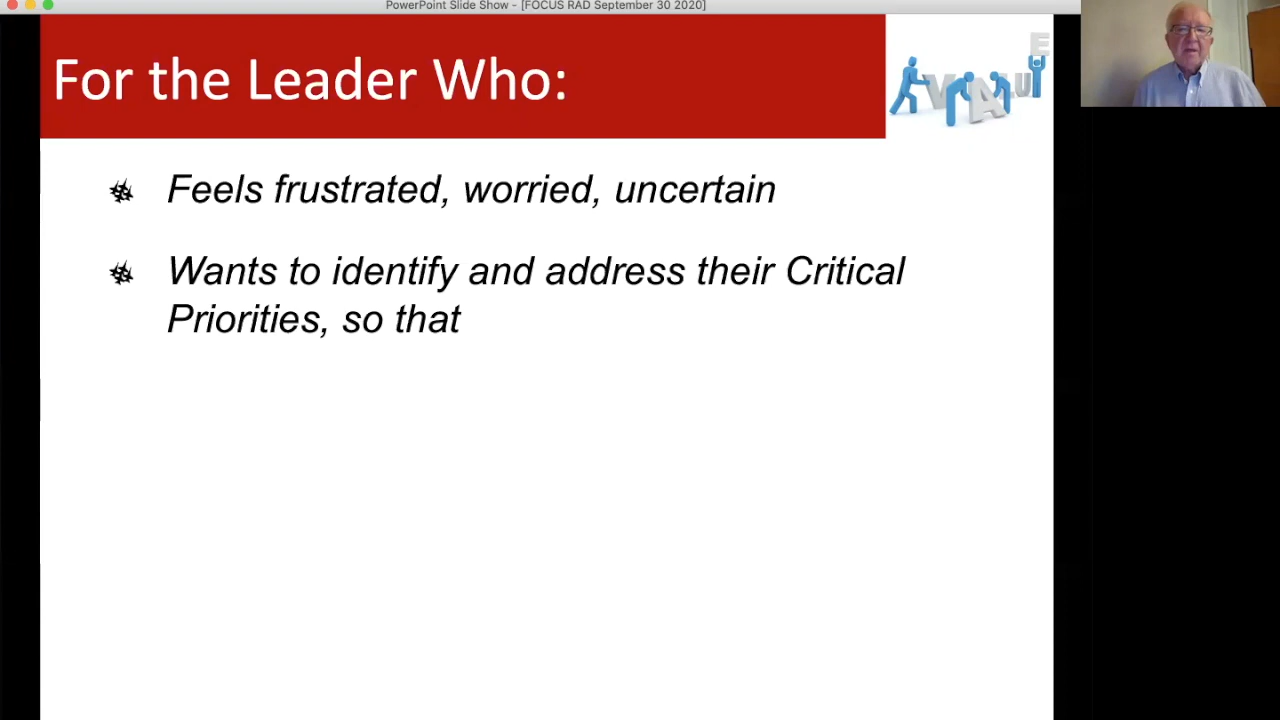 PowerPoint Slide Show - [FOCUS RAD September 30 2020]
For the Leader Who:
VALUE
Feels frustrated, worried, uncertain
Wants to identify and address their Critical
Priorities, so that